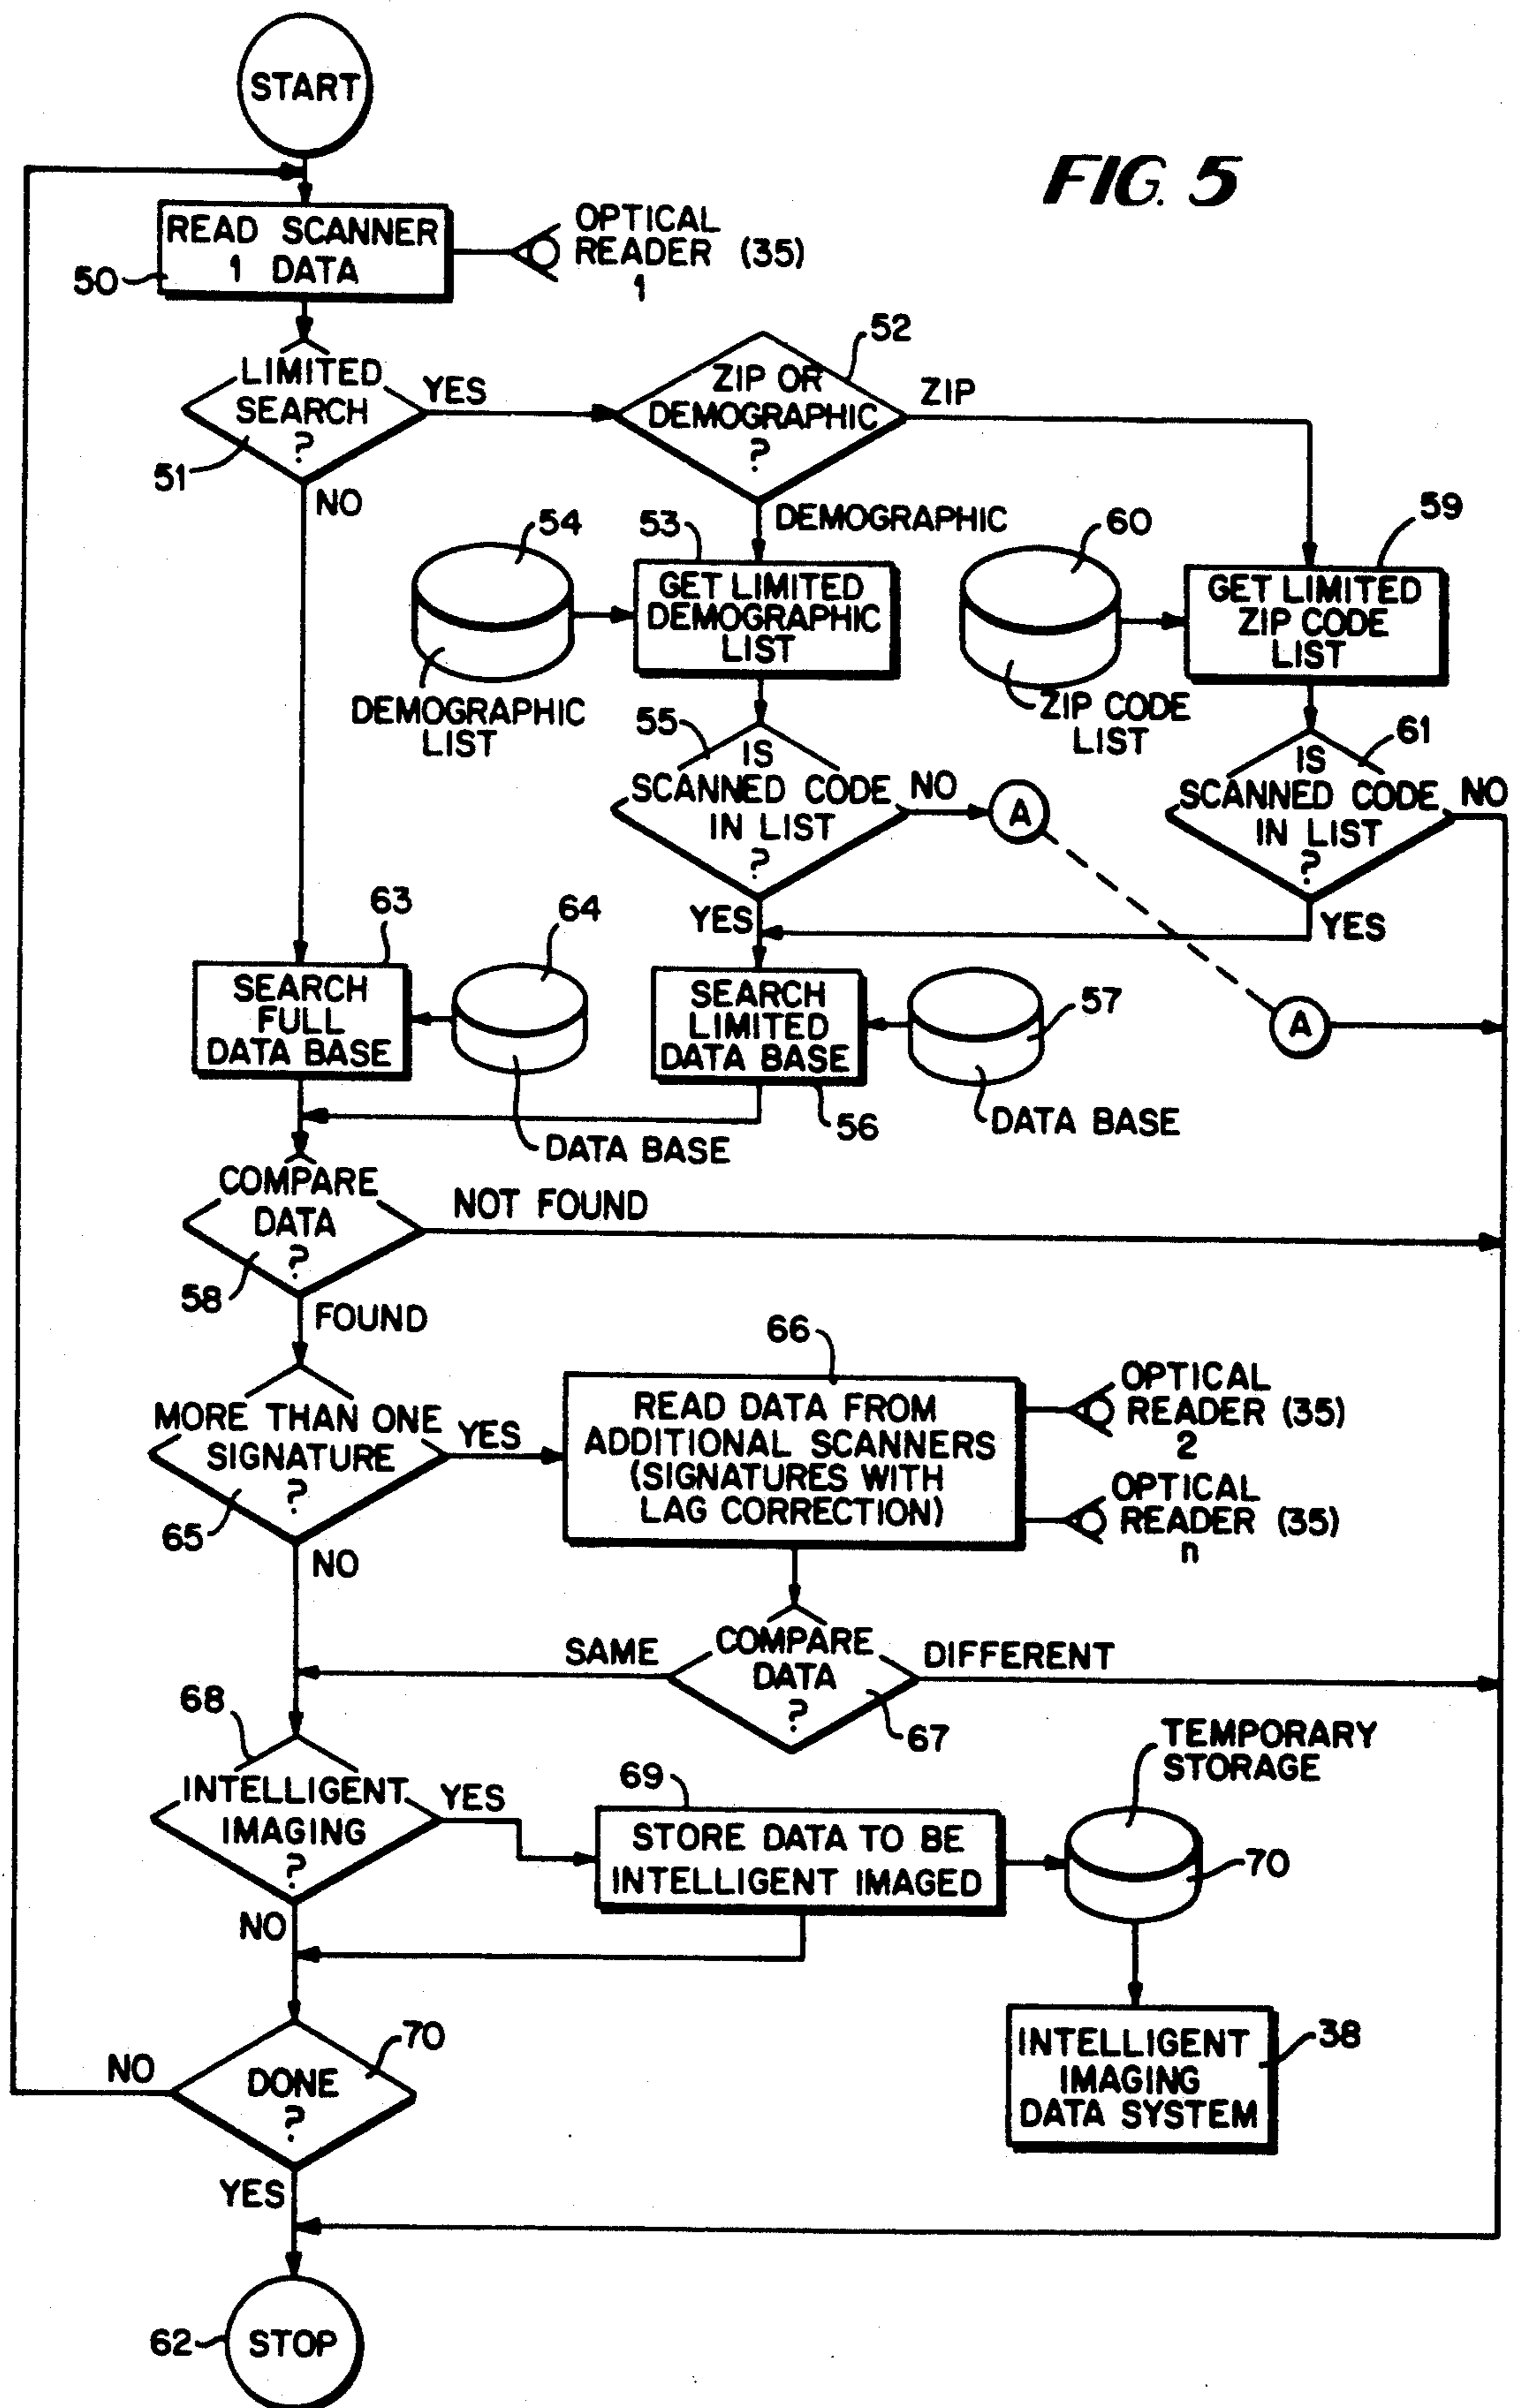 START
FIG. 5
READ SCANNER
1 DATA
50
OPTICAL
READER (35)
1
LIMITED
SEARCH
?
51
YES
NO
ZIP OR
DEMOGRAPHIC
?
52
ZIP
DEMOGRAPHIC
54
DEMOGRAPHIC
LIST
53
GET LIMITED
DEMOGRAPHIC
LIST
60
ZIP CODE
LIST
59
GET LIMITED
ZIP CODE
LIST
55
IS
SCANNED CODE
IN LIST
?
NO
A
YES
61
IS
SCANNED CODE
IN LIST
?
NO
YES
63
SEARCH
FULL
DATA BASE
64
DATA BASE
SEARCH
LIMITED
DATA BASE
56
57
DATA BASE
A
COMPARE
DATA
?
58
NOT FOUND
FOUND
MORE THAN ONE
SIGNATURE
?
65
YES
NO
66
READ DATA FROM
ADDITIONAL SCANNERS
(SIGNATURES WITH
LAG CORRECTION)
OPTICAL
READER (35)
2
OPTICAL
READER (35)
n
SAME
COMPARE
DATA
?
67
DIFFERENT
68
INTELLIGENT
IMAGING
?
YES
NO
69
STORE DATA TO BE
INTELLIGENT IMAGED
TEMPORARY
STORAGE
70
INTELLIGENT
IMAGING
DATA SYSTEM
38
NO
DONE
?
70
YES
62
STOP